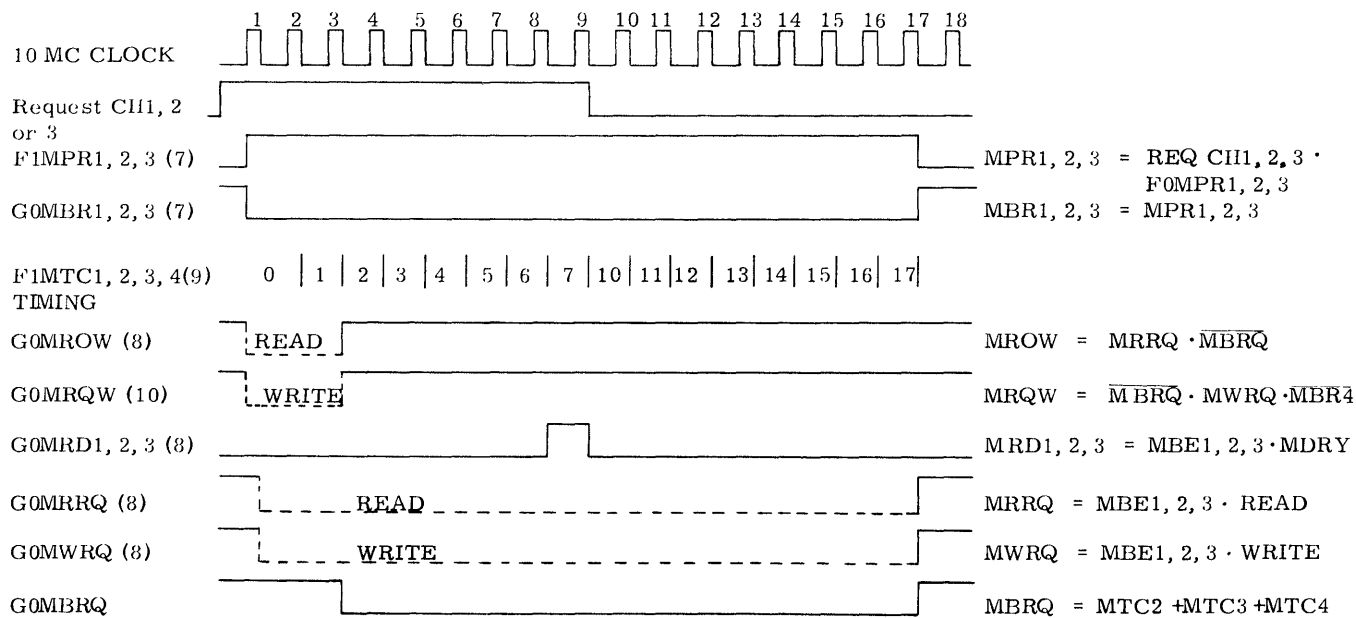 1 2 3 4 5 6 7 8 9 10 11 12 13 14 15 16 17 18
10 MC CLOCK
Request CH1, 2
or 3
F1MPR1, 2, 3 (7) MPR1, 2, 3 = REQ CH1, 2, 3 ·
F0MPR1, 2, 3
G0MBR1, 2, 3 (7) MBR1, 2, 3 = MPR1, 2, 3
F1MTC1, 2, 3, 4(9) 0 | 1 | 2 | 3 | 4 | 5 | 6 | 7 | 10 | 11 | 12 | 13 | 14 | 15 | 16 | 17
TIMING
G0MROW (8) READ MROW = MRRQ · M̅B̅R̅Q̅
G0MRQW (10) WRITE MRQW = M̅B̅R̅Q̅ · MWRQ · M̅B̅R̅4̅
G0MRD1, 2, 3 (8) MRD1, 2, 3 = MBE1, 2, 3 · MDRY
G0MRRQ (8) READ MRRQ = MBE1, 2, 3 · READ
G0MWRQ (8) WRITE MWRQ = MBE1, 2, 3 · WRITE
G0MBRQ MBRQ = MTC2 +MTC3 +MTC4